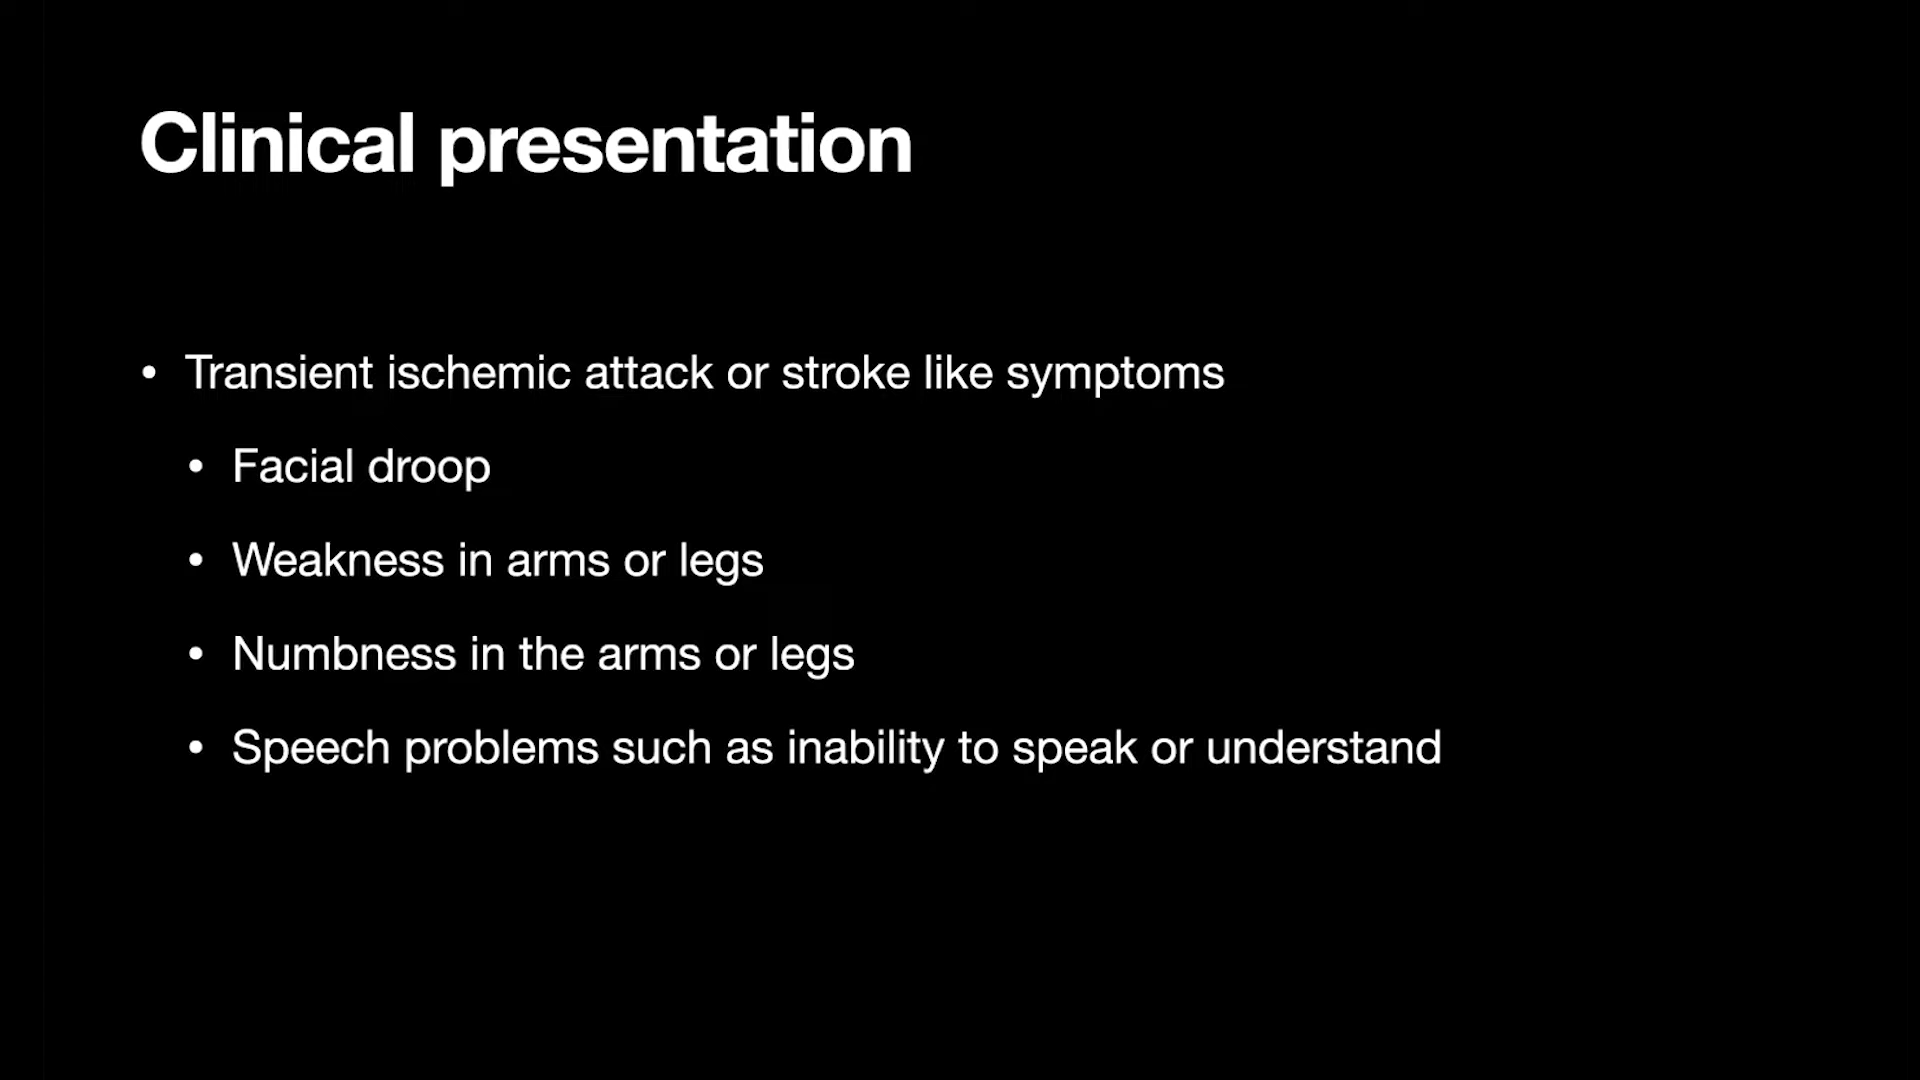 Clinical presentation
• Transient ischemic attack or stroke like symptoms
• Facial droop
• Weakness in arms or legs
• Numbness in the arms or legs
• Speech problems such as inability to speak or understand